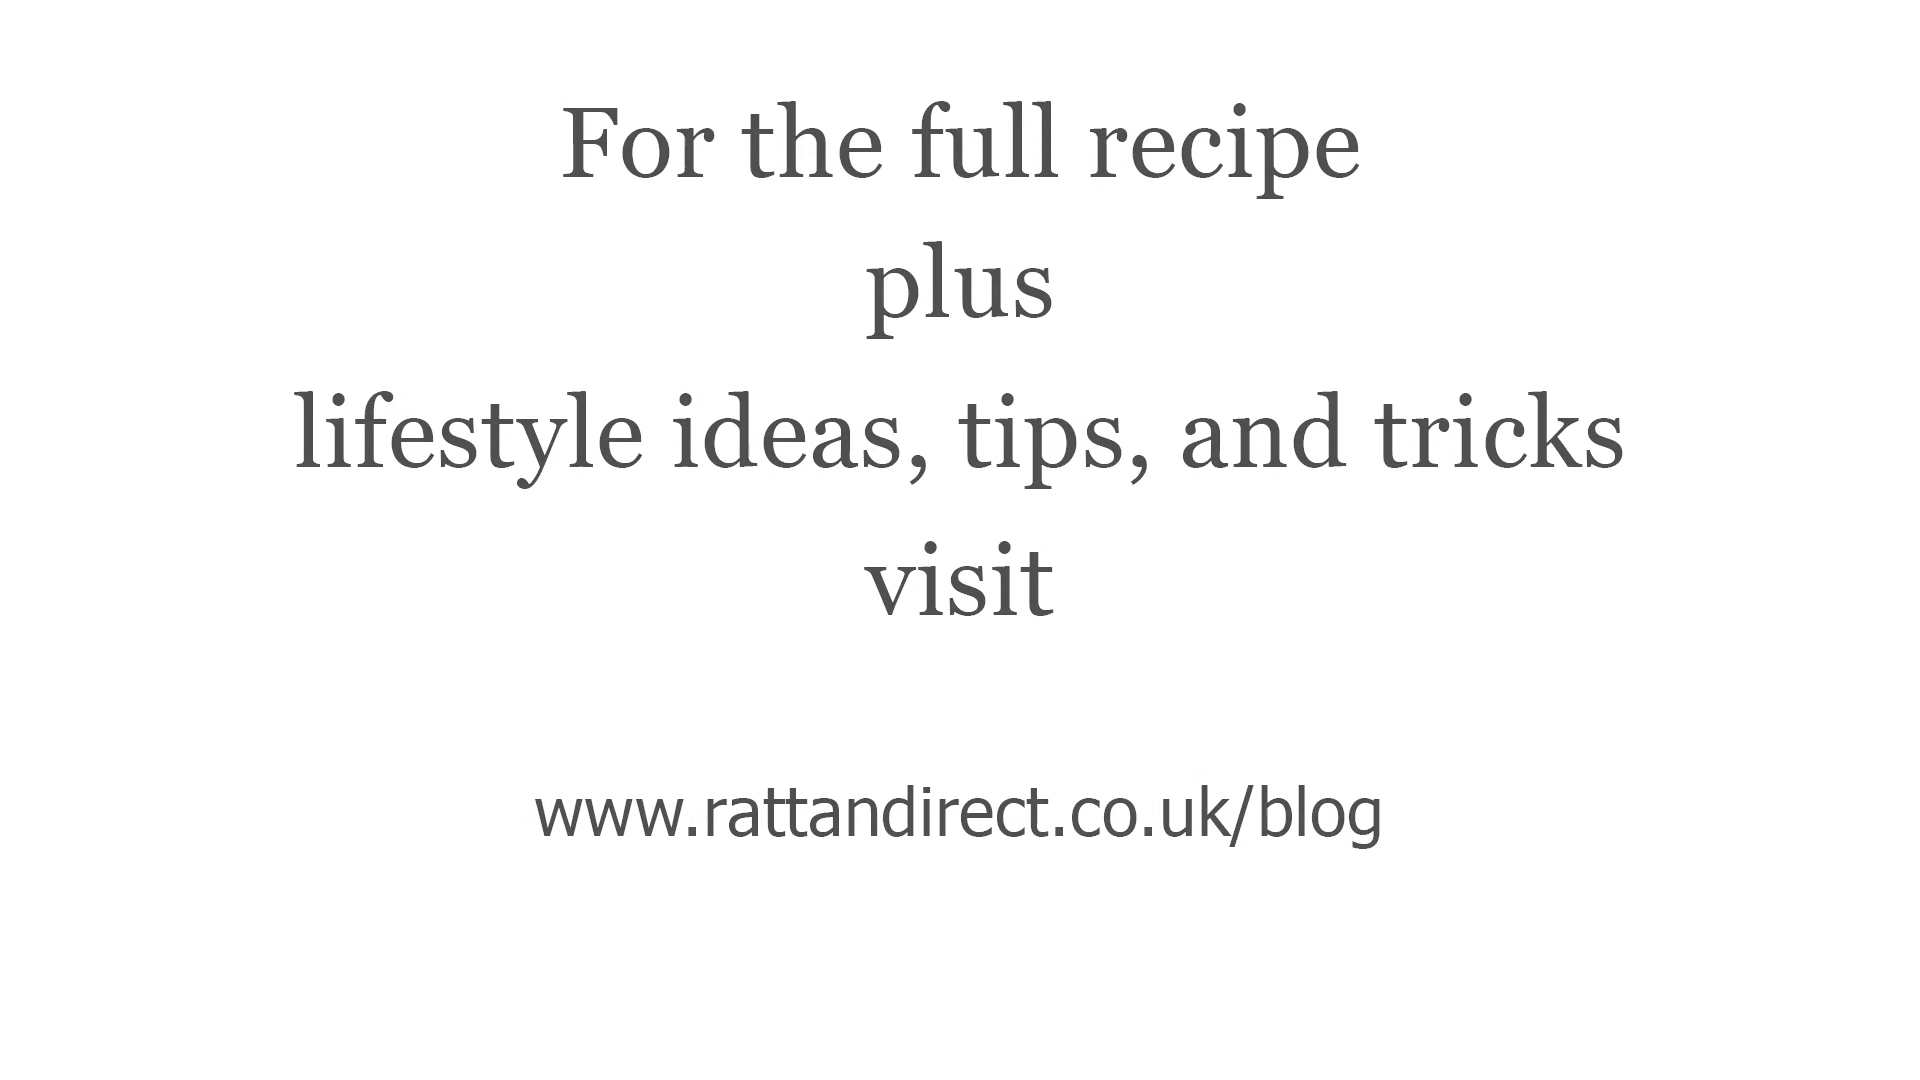 For the full recipe
plus
lifestyle ideas, tips, and tricks
visit
www.rattandirect.co.uk/blog